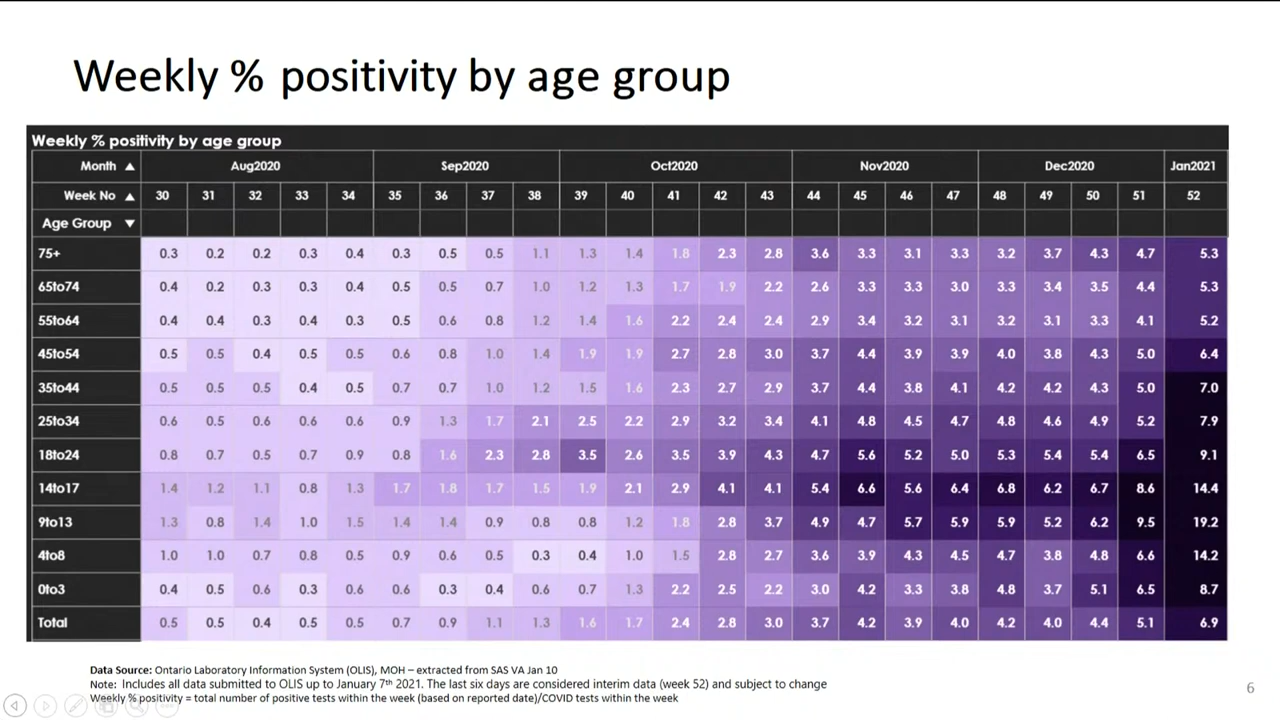 Weekly % positivity by age group
Weekly % positivity by age group
Month ▲ Aug2020 Sep2020 Oct2020 Nov2020 Dec2020 Jan2021
Week No ▲ 30 31 32 33 34 35 36 37 38 39 40 41 42 43 44 45 46 47 48 49 50 51 52
Age Group ▼
75+ 0.3 0.2 0.2 0.3 0.4 0.3 0.5 0.5 1.1 1.3 1.4 1.8 2.3 2.8 3.6 3.3 3.1 3.3 3.2 3.7 4.3 4.7 5.3
65to74 0.4 0.2 0.3 0.3 0.4 0.5 0.5 0.7 1.0 1.2 1.3 1.7 1.9 2.2 2.6 3.3 3.3 3.0 3.3 3.4 3.5 4.4 5.3
55to64 0.4 0.4 0.3 0.4 0.3 0.5 0.6 0.8 1.2 1.4 1.6 2.2 2.4 2.4 2.9 3.4 3.2 3.1 3.2 3.1 3.3 4.1 5.2
45to54 0.5 0.5 0.4 0.5 0.5 0.6 0.8 1.0 1.4 1.9 1.9 2.7 2.8 3.0 3.7 4.4 3.9 3.9 4.0 3.8 4.3 5.0 6.4
35to44 0.5 0.5 0.5 0.4 0.5 0.7 0.7 1.0 1.2 1.5 1.6 2.3 2.7 2.9 3.7 4.4 3.8 4.1 4.2 4.2 4.3 5.0 7.0
25to34 0.6 0.5 0.6 0.6 0.6 0.9 1.3 1.7 2.1 2.5 2.2 2.9 3.2 3.4 4.1 4.8 4.5 4.7 4.8 4.6 4.9 5.2 7.9
18to24 0.8 0.7 0.5 0.7 0.9 0.8 1.6 2.3 2.8 3.5 2.6 3.5 3.9 4.3 4.7 5.6 5.2 5.0 5.3 5.4 5.4 6.5 9.1
14to17 1.4 1.2 1.1 0.8 1.3 1.7 1.8 1.7 1.5 1.9 2.1 2.9 4.1 4.1 5.4 6.6 5.6 6.4 6.8 6.2 6.7 8.6 14.4
9to13 1.3 0.8 1.4 1.0 1.5 1.4 1.4 0.9 0.8 0.8 1.2 1.8 2.8 3.7 4.9 4.7 5.7 5.9 5.9 5.2 6.2 9.5 19.2
4to8 1.0 1.0 0.7 0.8 0.5 0.9 0.6 0.5 0.3 0.4 1.0 1.5 2.8 2.7 3.6 3.9 4.3 4.5 4.7 3.8 4.8 6.6 14.2
0to3 0.4 0.5 0.6 0.3 0.6 0.6 0.3 0.4 0.6 0.7 1.3 2.2 2.5 2.2 3.0 4.2 3.3 3.8 4.8 3.7 5.1 6.5 8.7
Total 0.5 0.5 0.4 0.5 0.5 0.7 0.9 1.1 1.3 1.6 1.7 2.4 2.8 3.0 3.7 4.2 3.9 4.0 4.2 4.0 4.4 5.1 6.9
Data Source: Ontario Laboratory Information System (OLIS), MOH – extracted from SAS VA Jan 10
Note: Includes all data submitted to OLIS up to January 7th 2021. The last six days are considered interim data (week 52) and subject to change
Weekly % positivity = total number of positive tests within the week (based on reported date)/COVID tests within the week
6